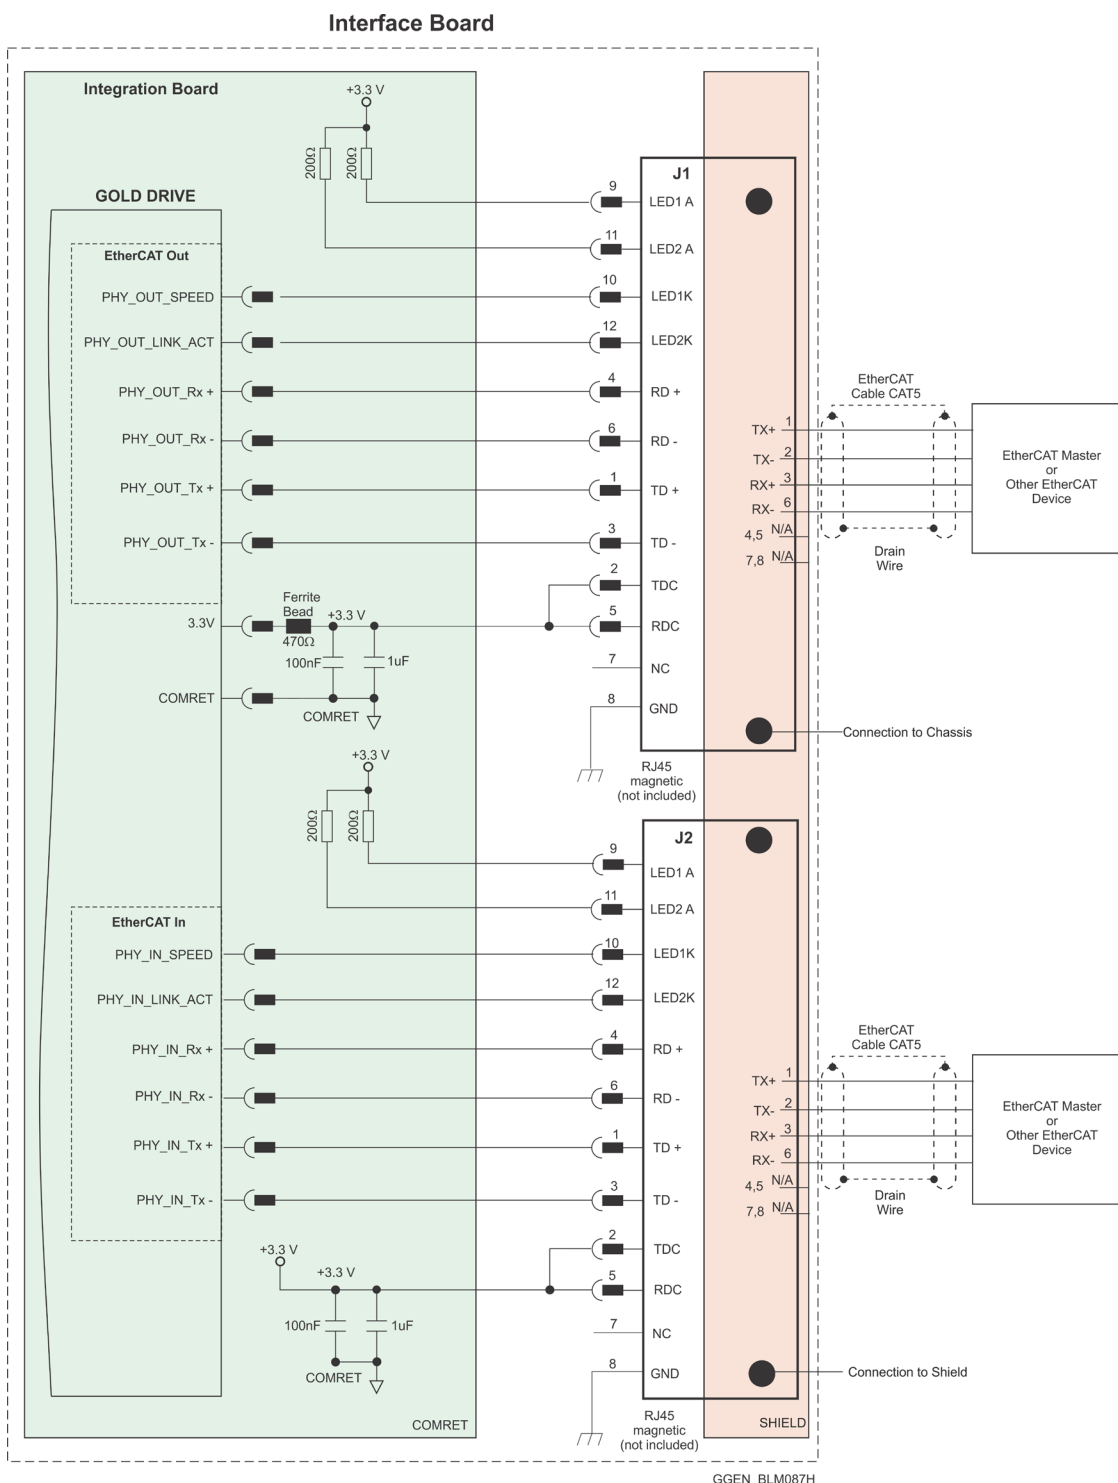 Interface Board
Integration Board
+3.3 V
200Ω
200Ω
J1
GOLD DRIVE
EtherCAT Out
9
LED1 A
11
LED2 A
PHY_OUT_SPEED
10
LED1K
PHY_OUT_LINK_ACT
12
LED2K
PHY_OUT_Rx +
4
RD +
PHY_OUT_Rx -
6
RD -
PHY_OUT_Tx +
1
TD +
PHY_OUT_Tx -
3
TD -
2
TDC
3.3V
Ferrite
Bead
470Ω
+3.3 V
5
RDC
100nF
1uF
7
NC
COMRET
COMRET
8
GND
EtherCAT
Cable CAT5
TX+ 1
TX- 2
RX+ 3
RX- 6
4,5 N/A
7,8 N/A
Drain
Wire
EtherCAT Master
or
Other EtherCAT
Device
Connection to Chassis
RJ45
magnetic
(not included)
+3.3 V
200Ω
200Ω
J2
9
LED1 A
11
LED2 A
EtherCAT In
PHY_IN_SPEED
10
LED1K
PHY_IN_LINK_ACT
12
LED2K
PHY_IN_Rx +
4
RD +
PHY_IN_Rx -
6
RD -
PHY_IN_Tx +
1
TD +
PHY_IN_Tx -
3
TD -
2
TDC
+3.3 V
+3.3 V
5
RDC
100nF
1uF
7
NC
COMRET
8
GND
EtherCAT
Cable CAT5
TX+ 1
TX- 2
RX+ 3
RX- 6
4,5 N/A
7,8 N/A
Drain
Wire
EtherCAT Master
or
Other EtherCAT
Device
Connection to Shield
RJ45
magnetic
(not included)
COMRET
SHIELD
GGEN_BLM087H